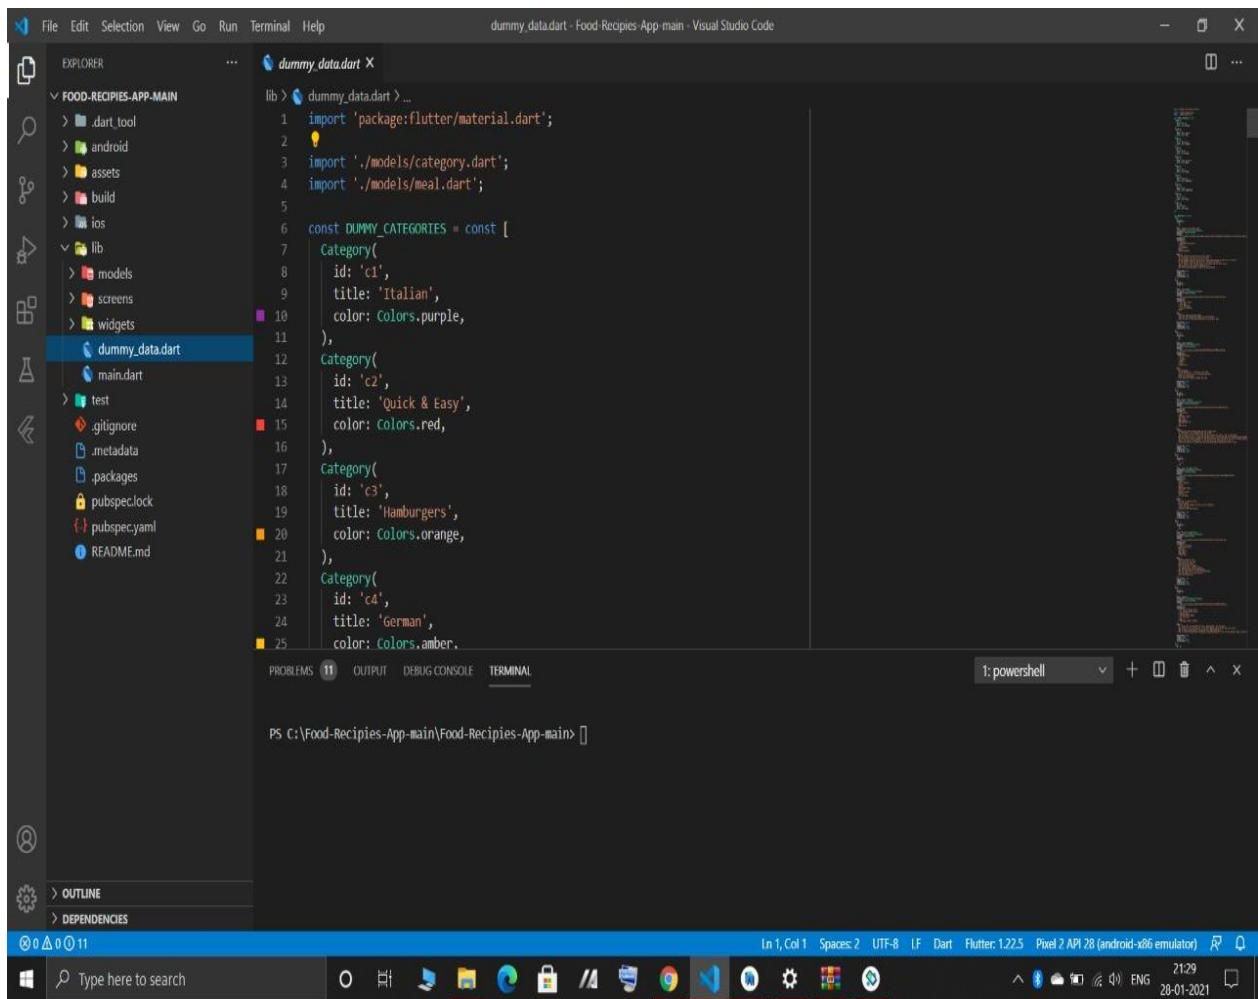 File Edit Selection View Go Run Terminal Help dummy_data.dart - Food-Recipies-App-main - Visual Studio Code
EXPLORER
FOOD-RECIPIES-APP-MAIN
.dart_tool
android
assets
build
ios
lib
models
screens
widgets
dummy_data.dart
main.dart
test
.gitignore
.metadata
.packages
pubspec.lock
pubspec.yaml
README.md
OUTLINE
DEPENDENCIES
dummy_data.dart
lib > dummy_data.dart > ...
1 import 'package:flutter/material.dart';
2
3 import './models/category.dart';
4 import './models/meal.dart';
5
6 const DUMMY_CATEGORIES = const [
7 Category(
8 id: 'c1',
9 title: 'Italian',
10 color: Colors.purple,
11 ),
12 Category(
13 id: 'c2',
14 title: 'Quick & Easy',
15 color: Colors.red,
16 ),
17 Category(
18 id: 'c3',
19 title: 'Hamburgers',
20 color: Colors.orange,
21 ),
22 Category(
23 id: 'c4',
24 title: 'German',
25 color: Colors.amber,
PROBLEMS 11 OUTPUT DEBUG CONSOLE TERMINAL 1: powershell
PS C:\Food-Recipies-App-main\Food-Recipies-App-main>
0 0 11 Ln 1, Col 1 Spaces: 2 UTF-8 LF Dart Flutter: 1.22.5 Pixel 2 API 28 (android-x86 emulator)
Type here to search ENG 21:29
28-01-2021